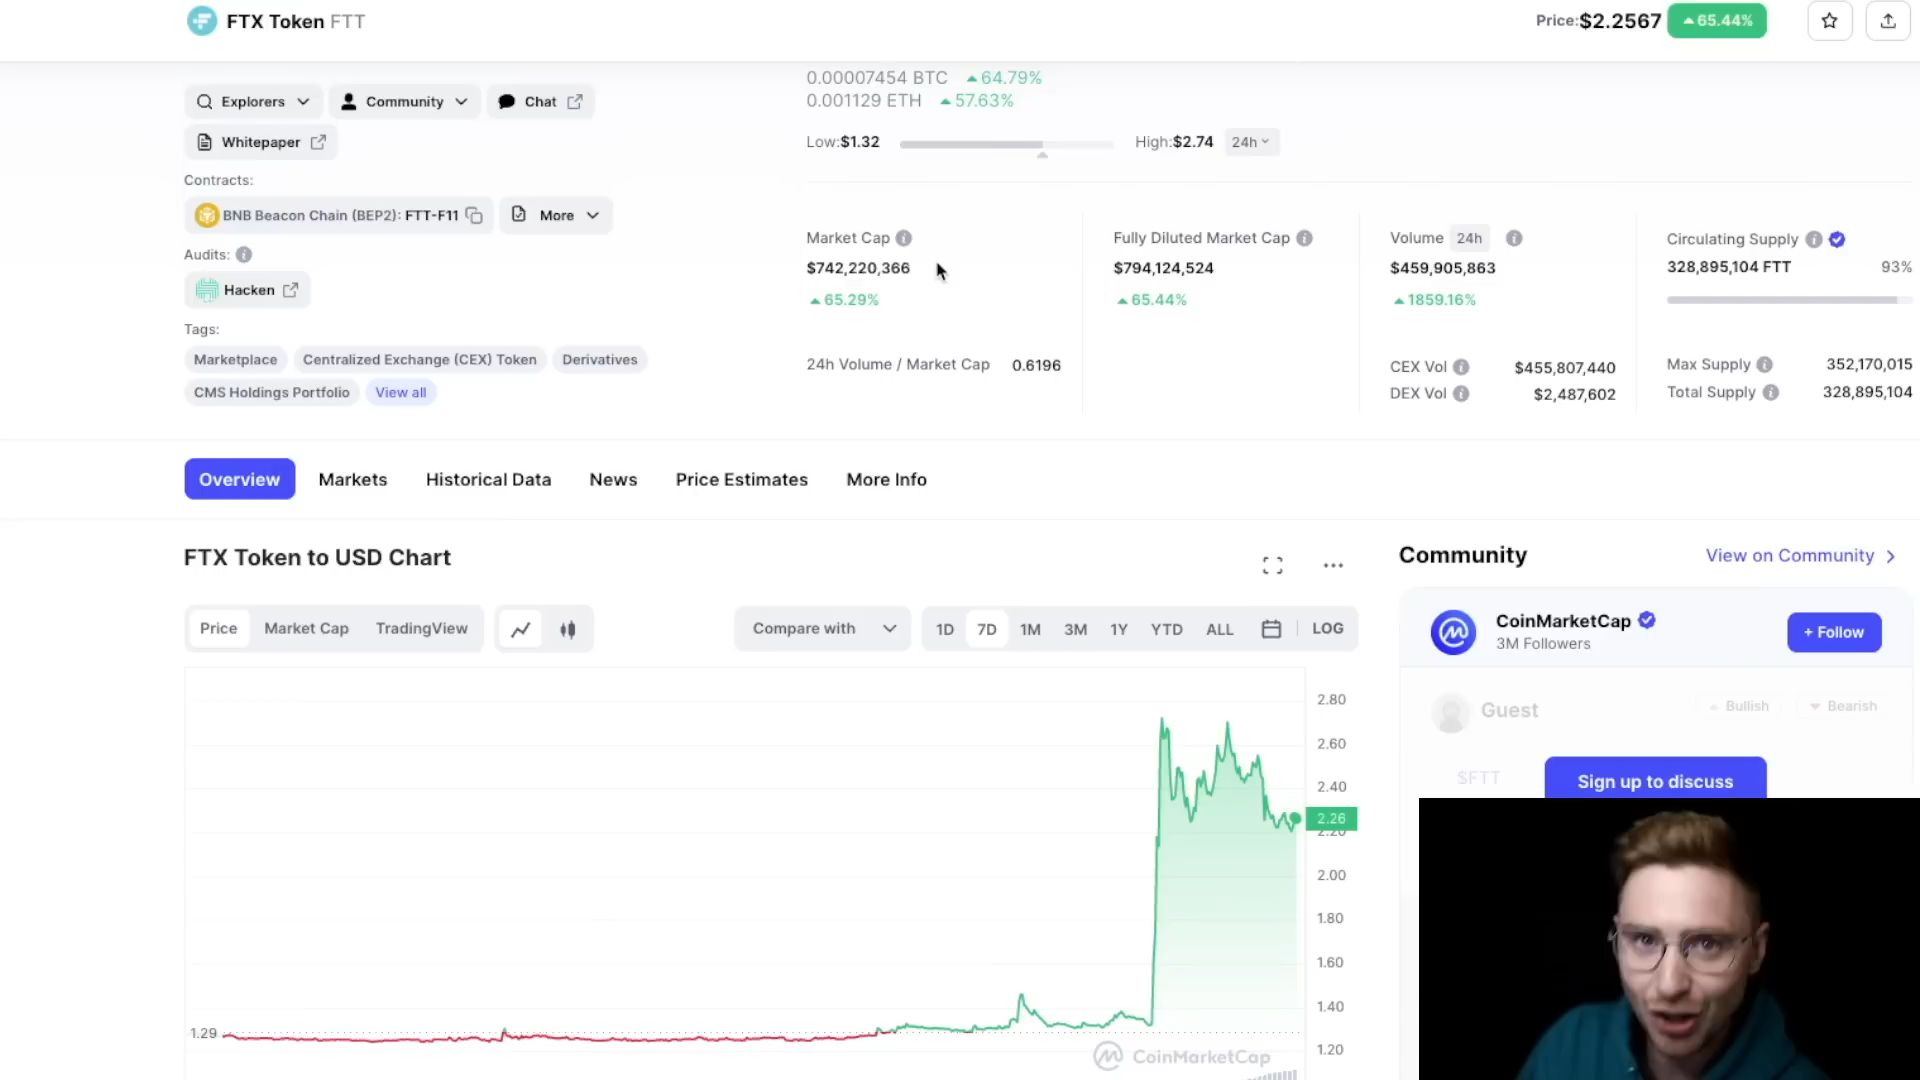 FTX Token FTT
Price:$2.2567 65.44%
0.00007454 BTC 64.79%
0.001129 ETH 57.63%
Low:$1.32 High:$2.74 24h
Explorers Community Chat
Whitepaper
Contracts:
BNB Beacon Chain (BEP2): FTT-F11 More
Audits:
Hacken
Tags:
Marketplace Centralized Exchange (CEX) Token Derivatives
CMS Holdings Portfolio View all
Market Cap
$742,220,366
65.29%
24h Volume / Market Cap 0.6196
Fully Diluted Market Cap
$794,124,524
65.44%
Volume 24h
$459,905,863
1859.16%
CEX Vol $455,807,440
DEX Vol $2,487,602
Circulating Supply
328,895,104 FTT 93%
Max Supply 352,170,015
Total Supply 328,895,104
Overview Markets Historical Data News Price Estimates More Info
FTX Token to USD Chart
Price Market Cap TradingView
Compare with
1D 7D 1M 3M 1Y YTD ALL LOG
2.80
2.60
2.40
2.26
2.20
2.00
1.80
1.60
1.40
1.20
1.29
CoinMarketCap
Community View on Community
CoinMarketCap
3M Followers
+ Follow
Guest Bullish Bearish
$FTT
Sign up to discuss